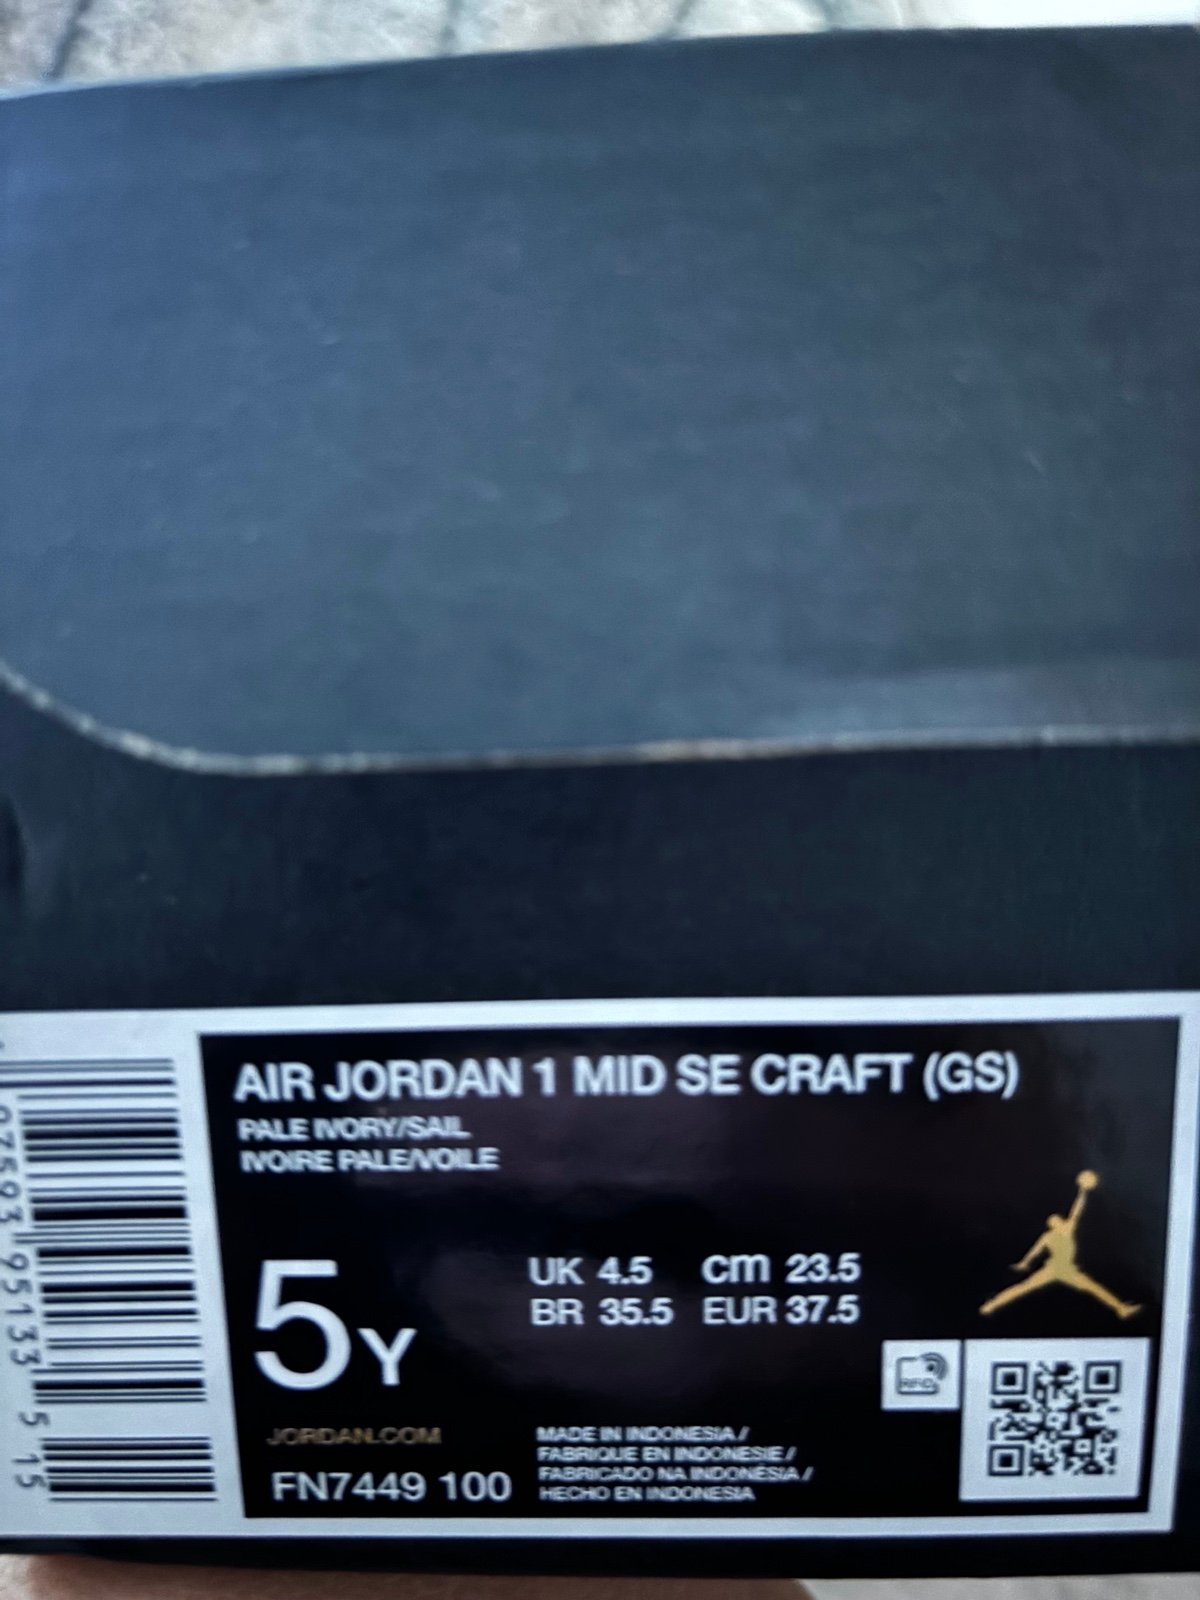 AIR JORDAN 1 MID SE CRAFT (GS)
PALE IVORY/SAIL
IVOIRE PALE/VOILE
5Y
UK 4.5 cm 23.5
BR 35.5 EUR 37.5
RFID
JORDAN.COM
FN7449 100
MADE IN INDONESIA /
FABRIQUE EN INDONESIE /
FABRICADO NA INDONÉSIA /
HECHO EN INDONESIA